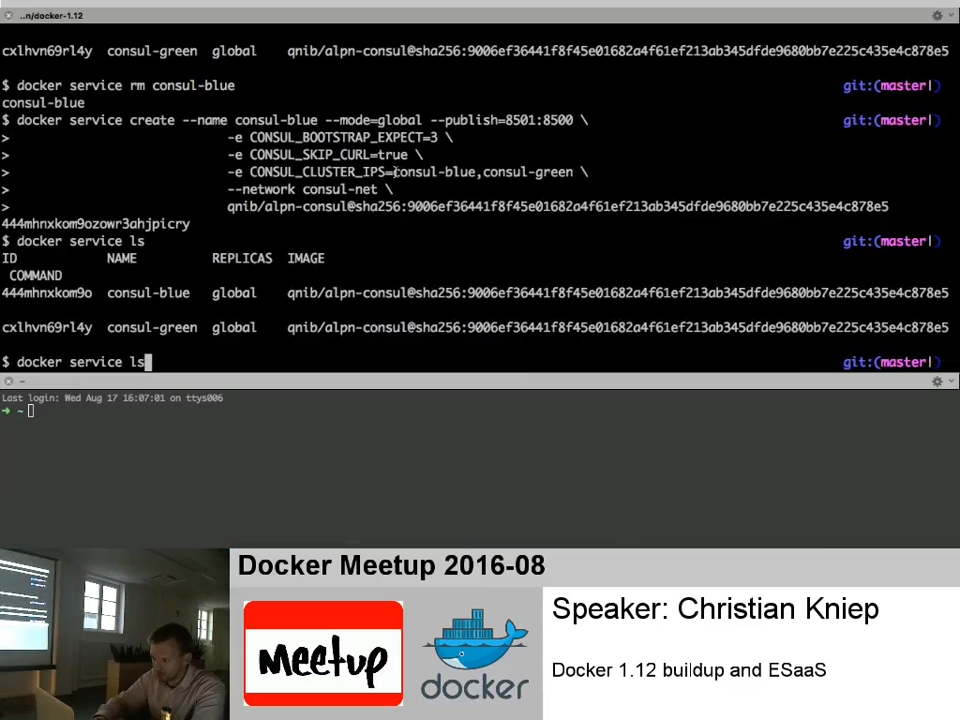 ..n/docker-1.12
cxlhvn69rl4y consul-green global qnib/alpn-consul@sha256:9006ef36441f8f45e01682a4f61ef213ab345dfde9680bb7e225c435e4c878e5
$ docker service rm consul-blue git:(master|)
consul-blue
$ docker service create --name consul-blue --mode=global --publish=8501:8500 \ git:(master|)
> -e CONSUL_BOOTSTRAP_EXPECT=3 \
> -e CONSUL_SKIP_CURL=true \
> -e CONSUL_CLUSTER_IPS=consul-blue,consul-green \
> --network consul-net \
> qnib/alpn-consul@sha256:9006ef36441f8f45e01682a4f61ef213ab345dfde9680bb7e225c435e4c878e5
444mhnxkom9ozowr3ahjpicry
$ docker service ls git:(master|)
ID NAME REPLICAS IMAGE
COMMAND
444mhnxkom9o consul-blue global qnib/alpn-consul@sha256:9006ef36441f8f45e01682a4f61ef213ab345dfde9680bb7e225c435e4c878e5
cxlhvn69rl4y consul-green global qnib/alpn-consul@sha256:9006ef36441f8f45e01682a4f61ef213ab345dfde9680bb7e225c435e4c878e5
$ docker service ls git:(master|)
~
Last login: Wed Aug 17 16:07:01 on ttys006
➜ ~
Docker Meetup 2016-08
Meetup
docker
Speaker: Christian Kniep
Docker 1.12 buildup and ESaaS